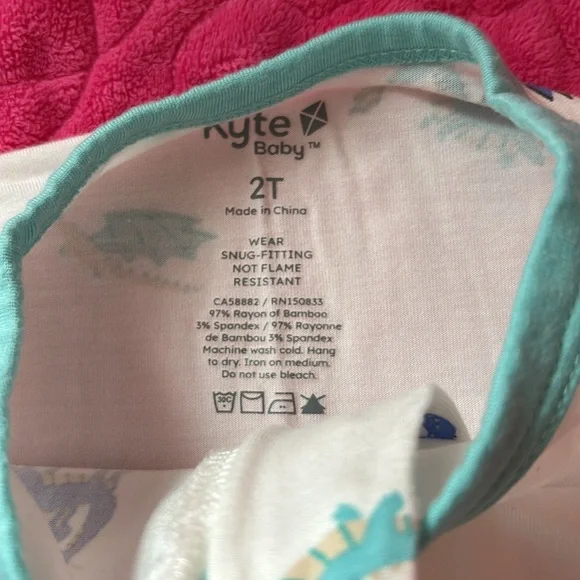 Kyte
Baby™
2T
Made in China
WEAR
SNUG-FITTING
NOT FLAME
RESISTANT
CA58882 / RN150833
97% Rayon of Bamboo
3% Spandex / 97% Rayonne
de Bambou 3% Spandex
Machine wash cold. Hang
to dry. Iron on medium.
Do not use bleach.
30C